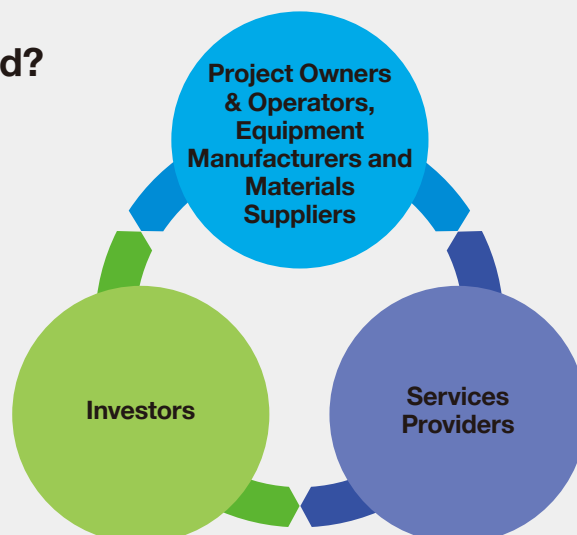 d?
Project Owners
& Operators,
Equipment
Manufacturers and
Materials
Suppliers
Investors
Services
Providers